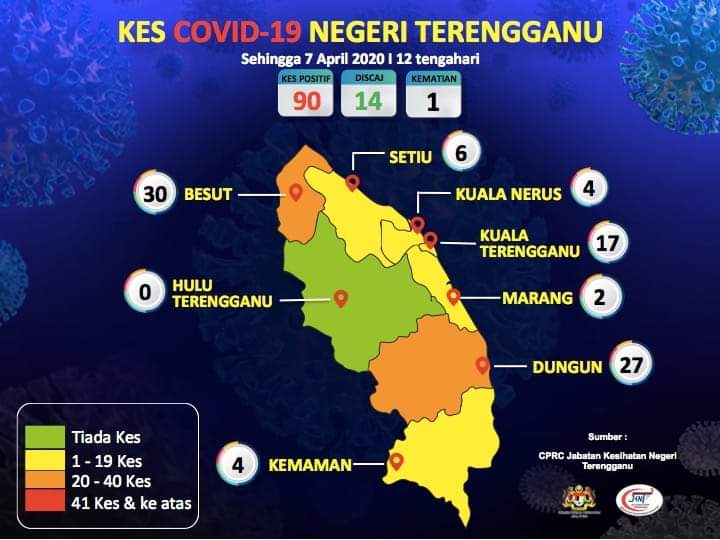 KES COVID-19 NEGERI TERENGGANU
Sehingga 7 April 2020 I 12 tengahari
KES POSITIF
90
DISCAJ
14
KEMATIAN
1
SETIU
6
30
BESUT
KUALA NERUS
4
KUALA
TERENGGANU
17
0
HULU
TERENGGANU
MARANG
2
DUNGUN
27
4
KEMAMAN
Tiada Kes
1 - 19 Kes
20 - 40 Kes
41 Kes & ke atas
Sumber :
CPRC Jabatan Kesihatan Negeri
Terengganu